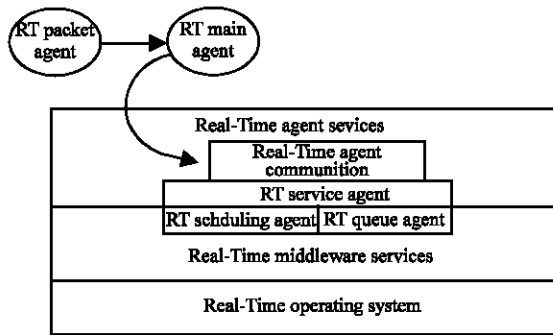 RT packet
agent
RT main
agent
Real-Time agent sevices
Real-Time agent
communition
RT service agent
RT schduling agent
RT queue agent
Real-Time middleware services
Real-Time operating system